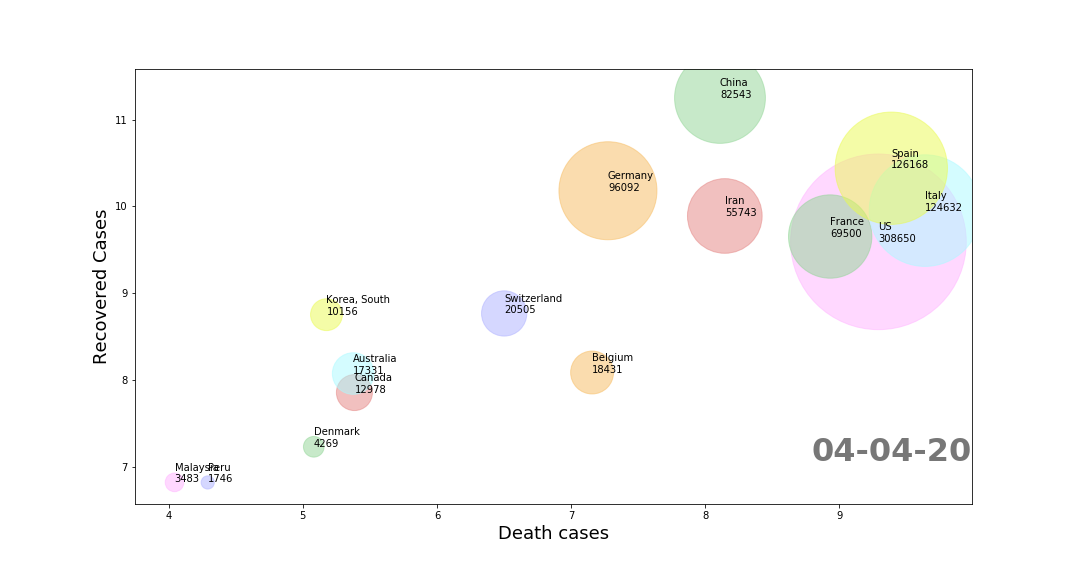 China
82543
11
Spain
126168
Germany
96092
Iran
55743
Italy
124632
10
France
69500
US
308650
Recovered Cases
9
Korea, South
10156
Switzerland
20505
Australia
17331
Canada
12978
Belgium
18431
8
Denmark
4269
04-04-20
7
Malaysia
3483
Peru
1746
4 5 6 7 8 9
Death cases